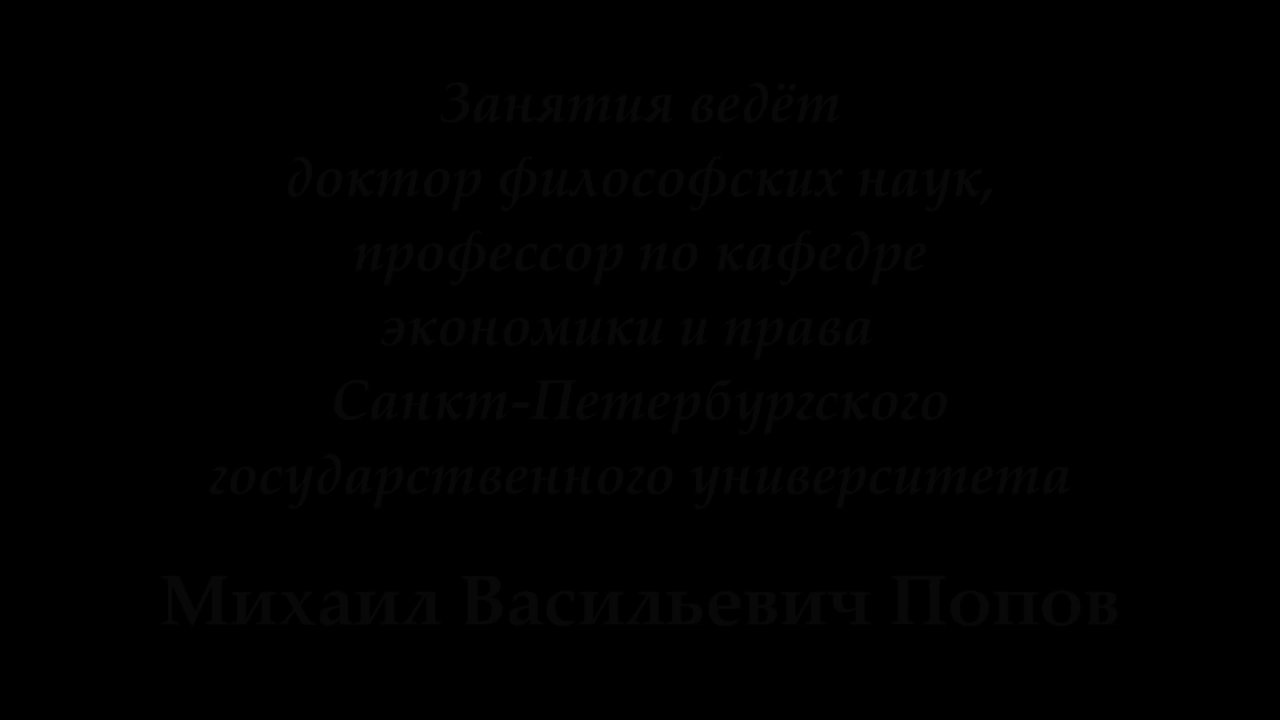 Занятия ведёт
доктор философских наук,
профессор по кафедре
экономики и права
Санкт-Петербургского
государственного университета
Михаил Васильевич Попов